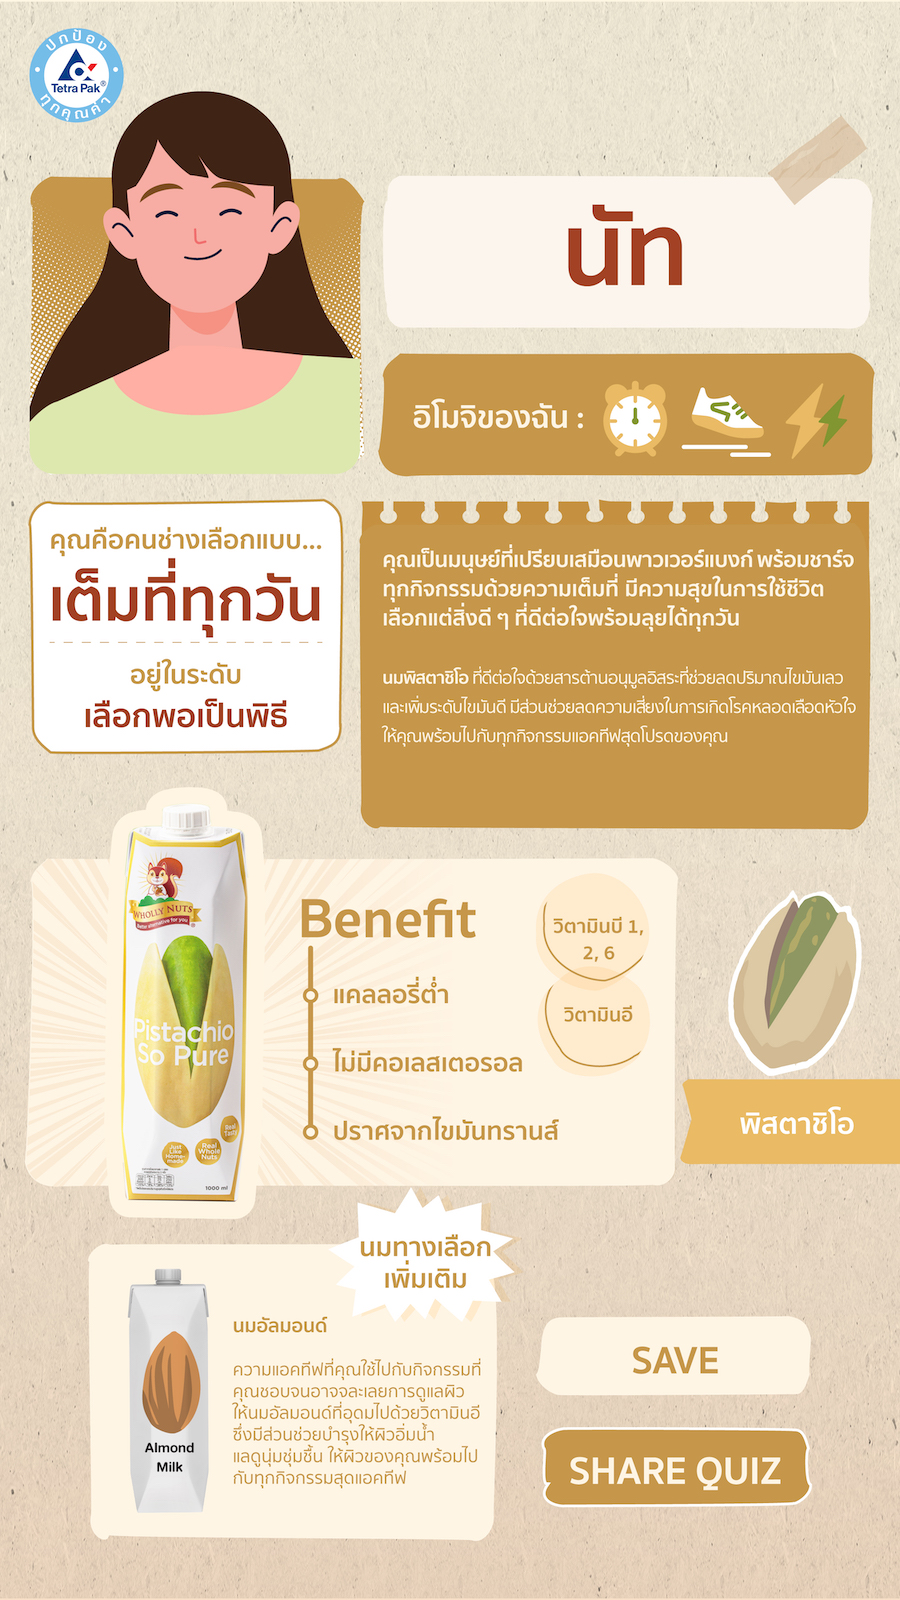 ปกป้อง
Tetra Pak®
ทุกคุณค่า
นัท
อิโมจิของฉัน :
คุณคือคนช่างเลือกแบบ...
เต็มที่ทุกวัน
อยู่ในระดับ
เลือกพอเป็นพิธี
คุณเป็นมนุษย์ที่เปรียบเสมือนพาวเวอร์แบงก์ พร้อมชาร์จ
ทุกกิจกรรมด้วยความเต็มที่ มีความสุขในการใช้ชีวิต
เลือกแต่สิ่งดี ๆ ที่ดีต่อใจพร้อมลุยได้ทุกวัน
นมพิสตาชิโอ ที่ดีต่อใจด้วยสารต้านอนุมูลอิสระที่ช่วยลดปริมาณไขมันเลว
และเพิ่มระดับไขมันดี มีส่วนช่วยลดความเสี่ยงในการเกิดโรคหลอดเลือดหัวใจ
ให้คุณพร้อมไปกับทุกกิจกรรมแอคทีฟสุดโปรดของคุณ
WHOLLY NUTS
Better alternative for you
Pistachio
So Pure
Real
Tasty
Just
Like
Home-
made
Real
Whole
Nuts
1000 ml
Benefit
แคลลอรี่ต่ำ
ไม่มีคอเลสเตอรอล
ปราศจากไขมันทรานส์
วิตามินบี 1,
2, 6
วิตามินอี
พิสตาชิโอ
นมทางเลือก
เพิ่มเติม
Almond
Milk
นมอัลมอนด์
ความแอคทีฟที่คุณใช้ไปกับกิจกรรมที่
คุณชอบจนอาจจละเลยการดูแลผิว
ให้นมอัลมอนด์ที่อุดมไปด้วยวิตามินอี
ซึ่งมีส่วนช่วยบำรุงให้ผิวอิ่มน้ำ
แลดูนุ่มชุ่มชื้น ให้ผิวของคุณพร้อมไป
กับทุกกิจกรรมสุดแอคทีฟ
SAVE
SHARE QUIZ